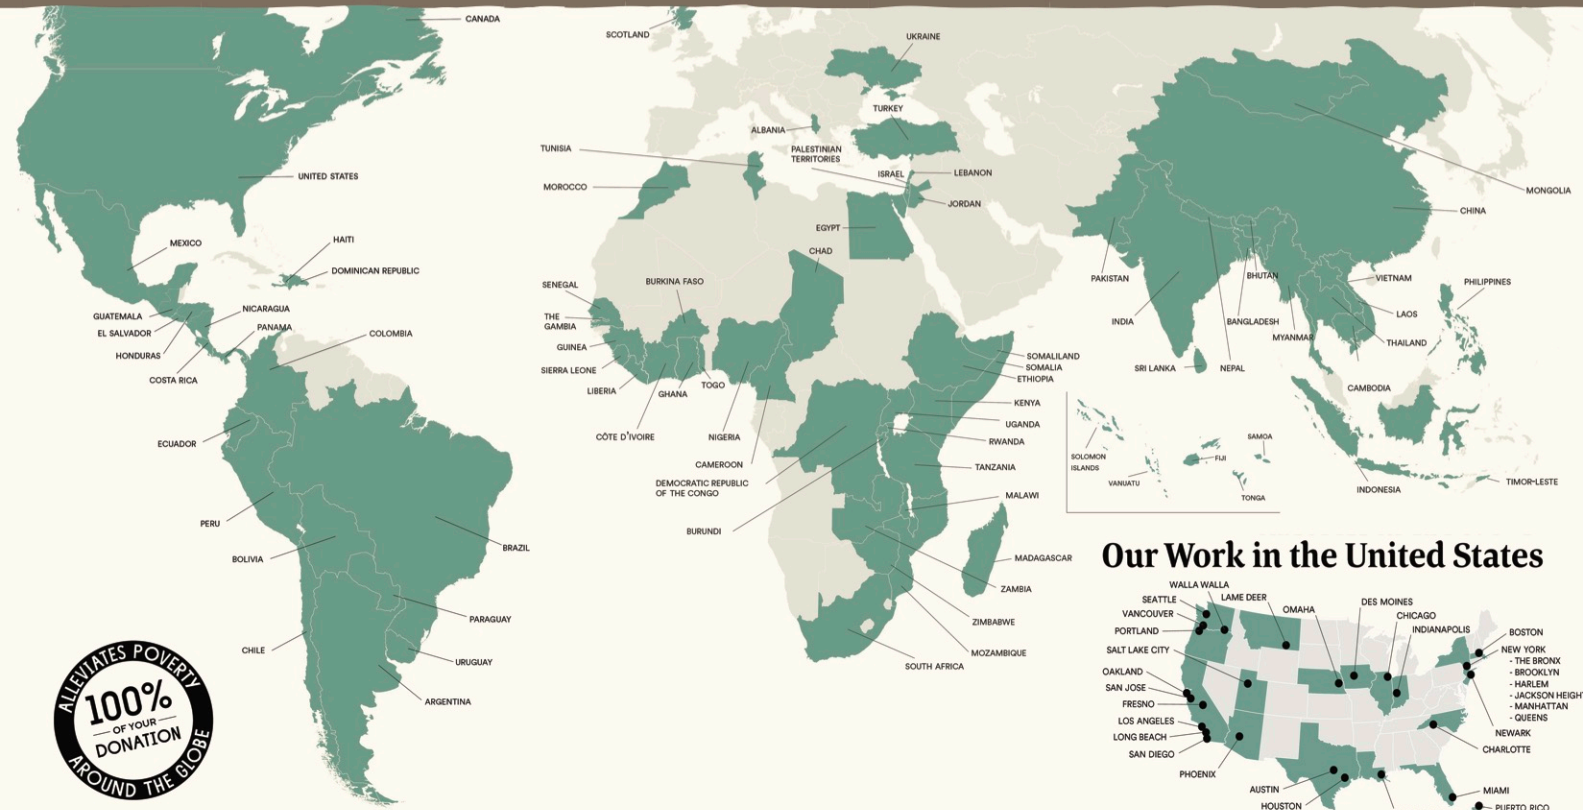 CANADA
UNITED STATES
MEXICO
HAITI
DOMINICAN REPUBLIC
GUATEMALA
EL SALVADOR
HONDURAS
COSTA RICA
NICARAGUA
PANAMA
COLOMBIA
ECUADOR
PERU
BOLIVIA
BRAZIL
PARAGUAY
CHILE
URUGUAY
ARGENTINA
ALLEVIATES POVERTY
100%
OF YOUR
DONATION
AROUND THE GLOBE
SCOTLAND
UKRAINE
TURKEY
ALBANIA
PALESTINIAN
TERRITORIES
TUNISIA
MOROCCO
ISRAEL
LEBANON
JORDAN
EGYPT
CHAD
BURKINA FASO
SENEGAL
THE
GAMBIA
GUINEA
SIERRA LEONE
LIBERIA
GHANA
TOGO
CÔTE D'IVOIRE
NIGERIA
CAMEROON
DEMOCRATIC REPUBLIC
OF THE CONGO
BURUNDI
SOMALILAND
SOMALIA
ETHIOPIA
KENYA
UGANDA
RWANDA
TANZANIA
MALAWI
MADAGASCAR
ZAMBIA
ZIMBABWE
MOZAMBIQUE
SOUTH AFRICA
MONGOLIA
CHINA
PAKISTAN
INDIA
SRI LANKA
NEPAL
BANGLADESH
BHUTAN
MYANMAR
VIETNAM
LAOS
THAILAND
CAMBODIA
PHILIPPINES
INDONESIA
TIMOR-LESTE
SOLOMON
ISLANDS
VANUATU
FIJI
SAMOA
TONGA
Our Work in the United States
WALLA WALLA
SEATTLE
LAME DEER
VANCOUVER
OMAHA
DES MOINES
CHICAGO
PORTLAND
INDIANAPOLIS
BOSTON
SALT LAKE CITY
NEW YORK
- THE BRONX
- BROOKLYN
- HARLEM
- JACKSON HEIGHT
- MANHATTAN
- QUEENS
OAKLAND
SAN JOSE
FRESNO
LOS ANGELES
LONG BEACH
SAN DIEGO
PHOENIX
NEWARK
CHARLOTTE
AUSTIN
HOUSTON
MIAMI
PUERTO RICO